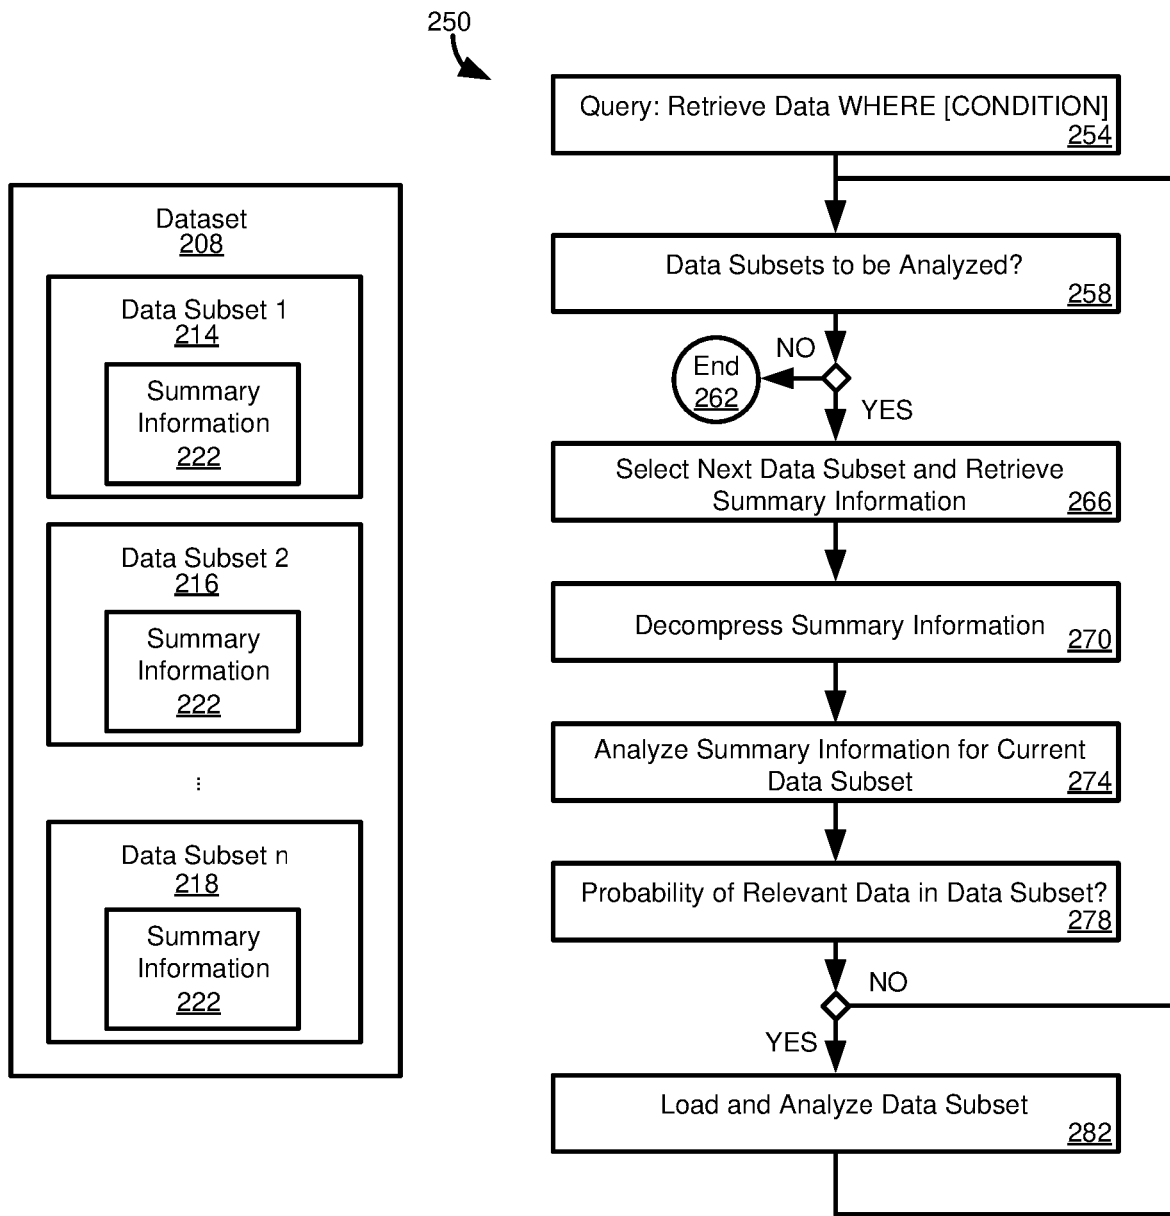 250
Dataset
208
Data Subset 1
214
Summary
Information
222
Data Subset 2
216
Summary
Information
222
...
Data Subset n
218
Summary
Information
222
Query: Retrieve Data WHERE [CONDITION]
254
Data Subsets to be Analyzed?
258
NO
End
262
YES
Select Next Data Subset and Retrieve
Summary Information
266
Decompress Summary Information
270
Analyze Summary Information for Current
Data Subset
274
Probability of Relevant Data in Data Subset?
278
NO
YES
Load and Analyze Data Subset
282